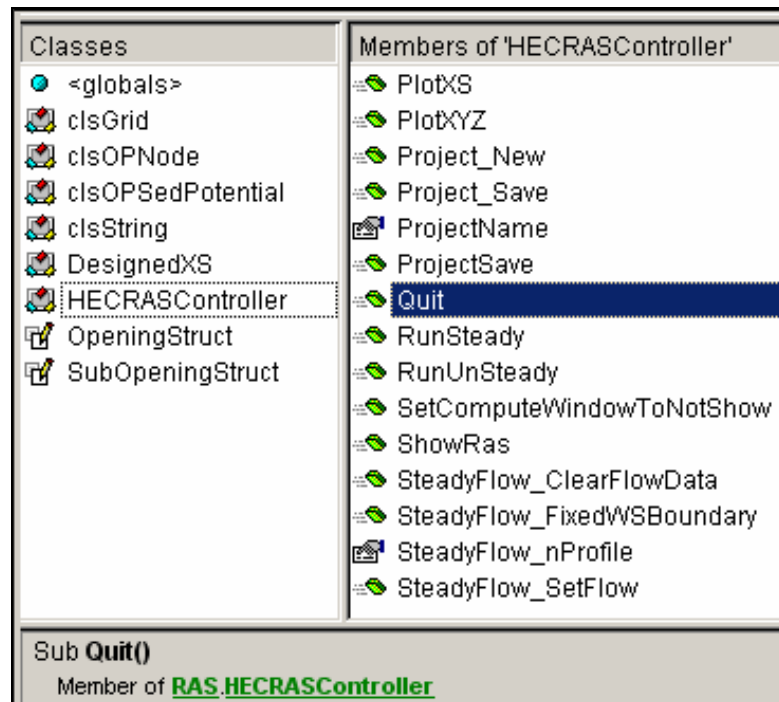 Classes
<globals>
clsGrid
clsOPNode
clsOPSedPotential
clsString
DesignedXS
HECRASController
OpeningStruct
SubOpeningStruct
Members of 'HECRASController'
PlotXS
PlotXYZ
Project_New
Project_Save
ProjectName
ProjectSave
Quit
RunSteady
RunUnSteady
SetComputeWindowToNotShow
ShowRas
SteadyFlow_ClearFlowData
SteadyFlow_FixedWSBoundary
SteadyFlow_nProfile
SteadyFlow_SetFlow
Sub Quit()
Member of RAS.HECRASController